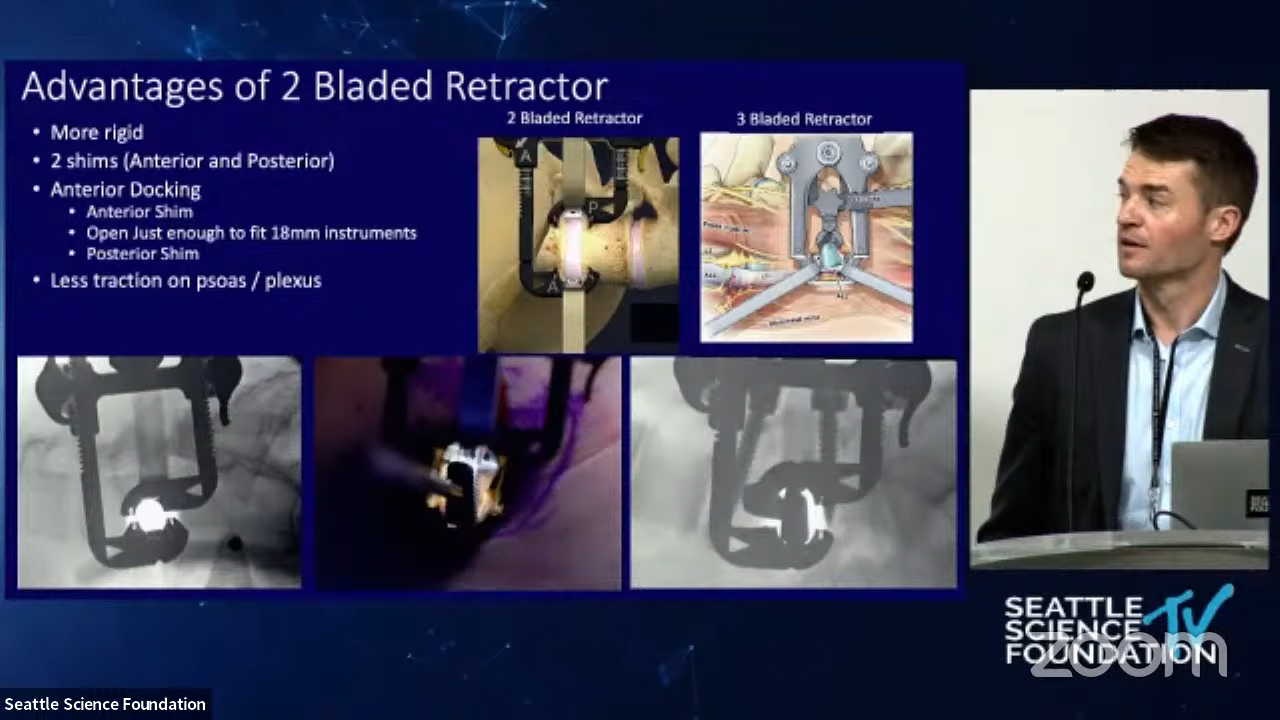 Advantages of 2 Bladed Retractor
• More rigid
• 2 shims (Anterior and Posterior)
• Anterior Docking
• Anterior Shim
• Open Just enough to fit 18mm instruments
• Posterior Shim
• Less traction on psoas / plexus
2 Bladed Retractor
3 Bladed Retractor
A
P
A
ALL
SEATTLE
SCIENCE
FOUNDATION
TV
zoom
Seattle Science Foundation